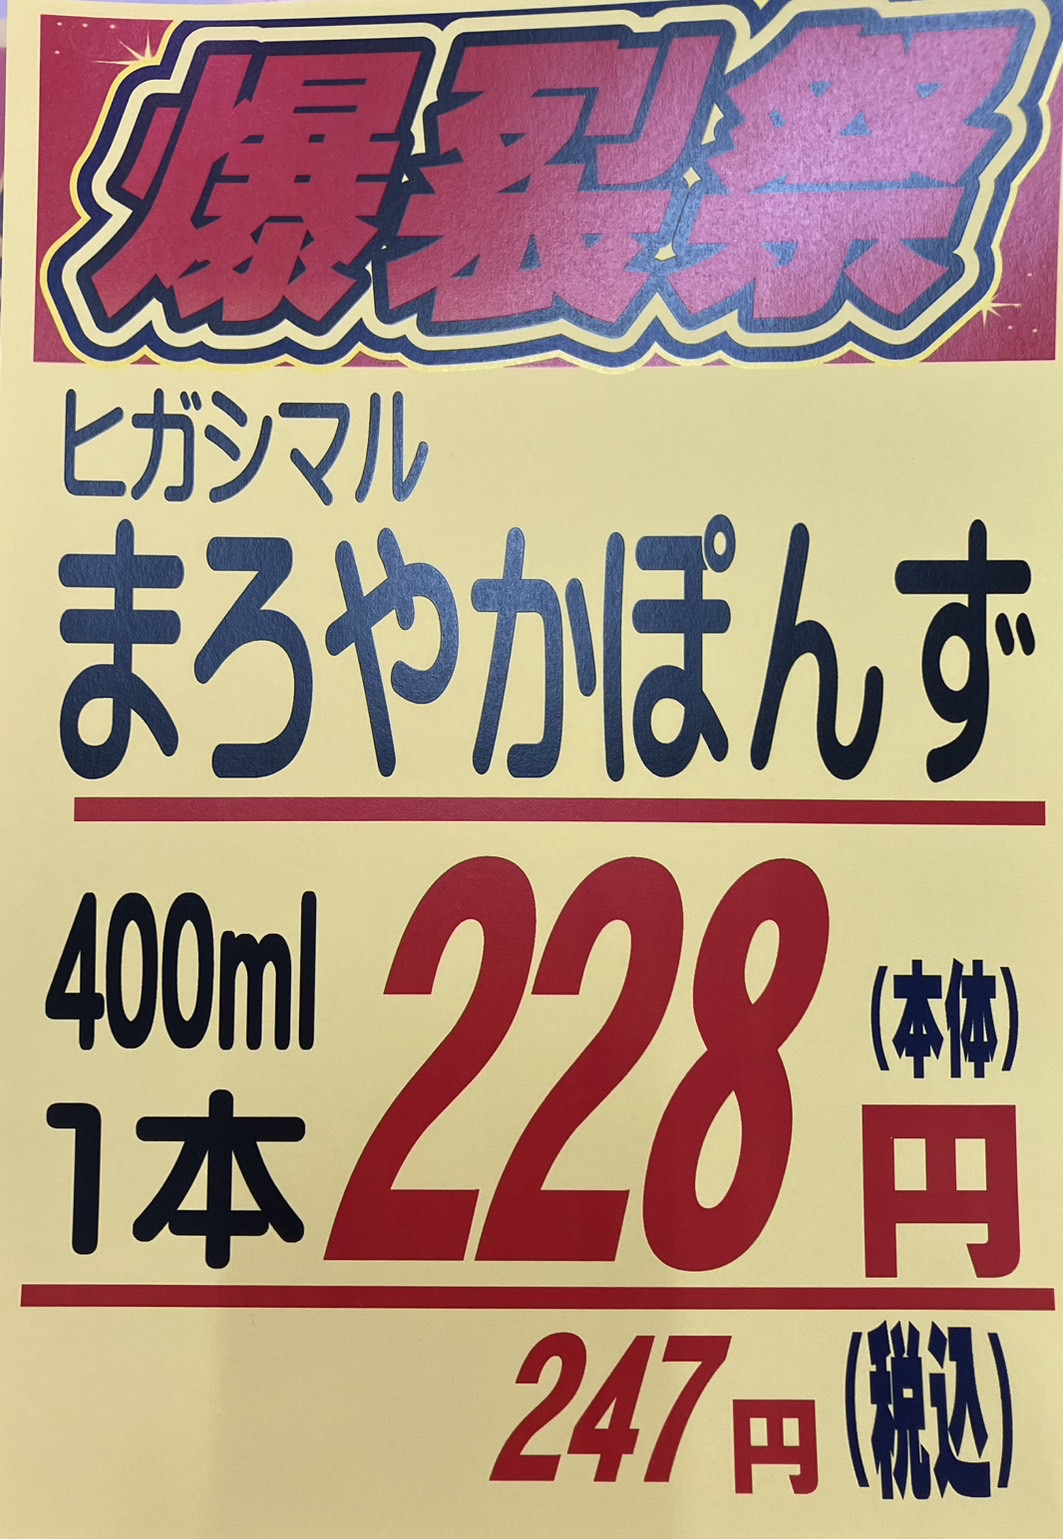 爆裂祭
ヒガシマル
まろやかぽんず
400ml
1本
228
(本体)
円
247円(税込)